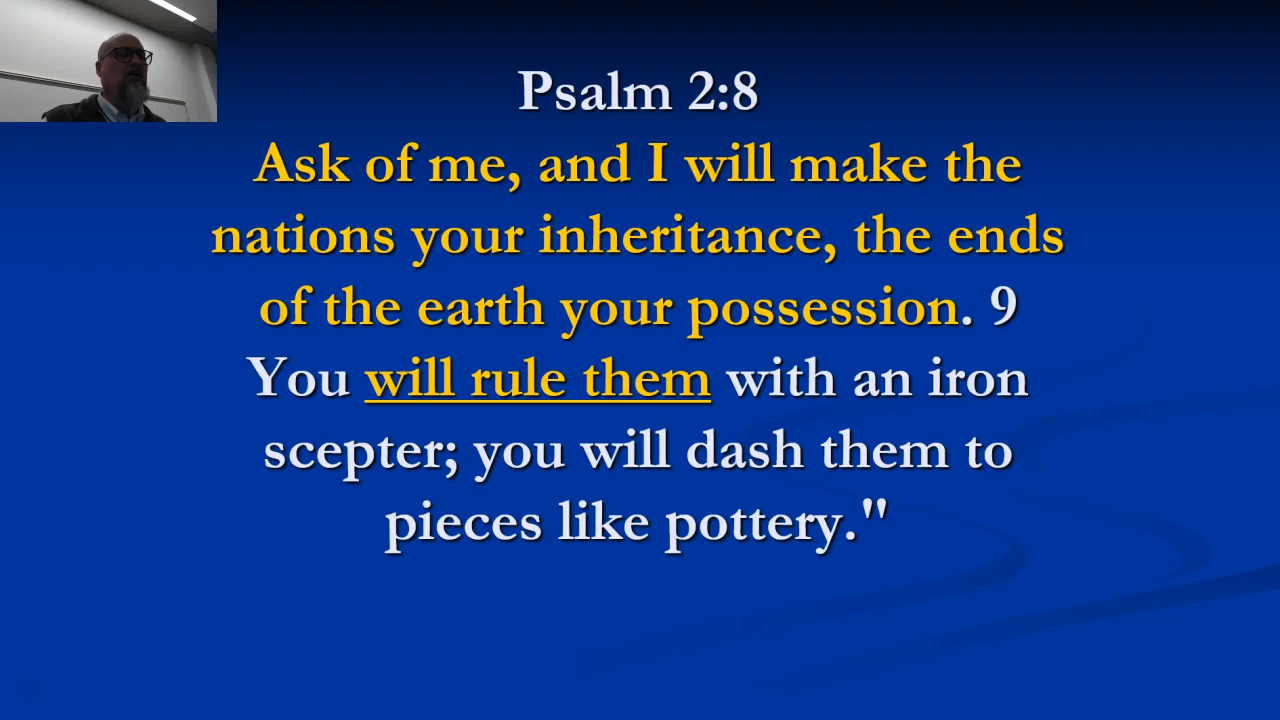 Psalm 2:8
Ask of me, and I will make the
nations your inheritance, the ends
of the earth your possession. 9
You will rule them with an iron
scepter; you will dash them to
pieces like pottery."